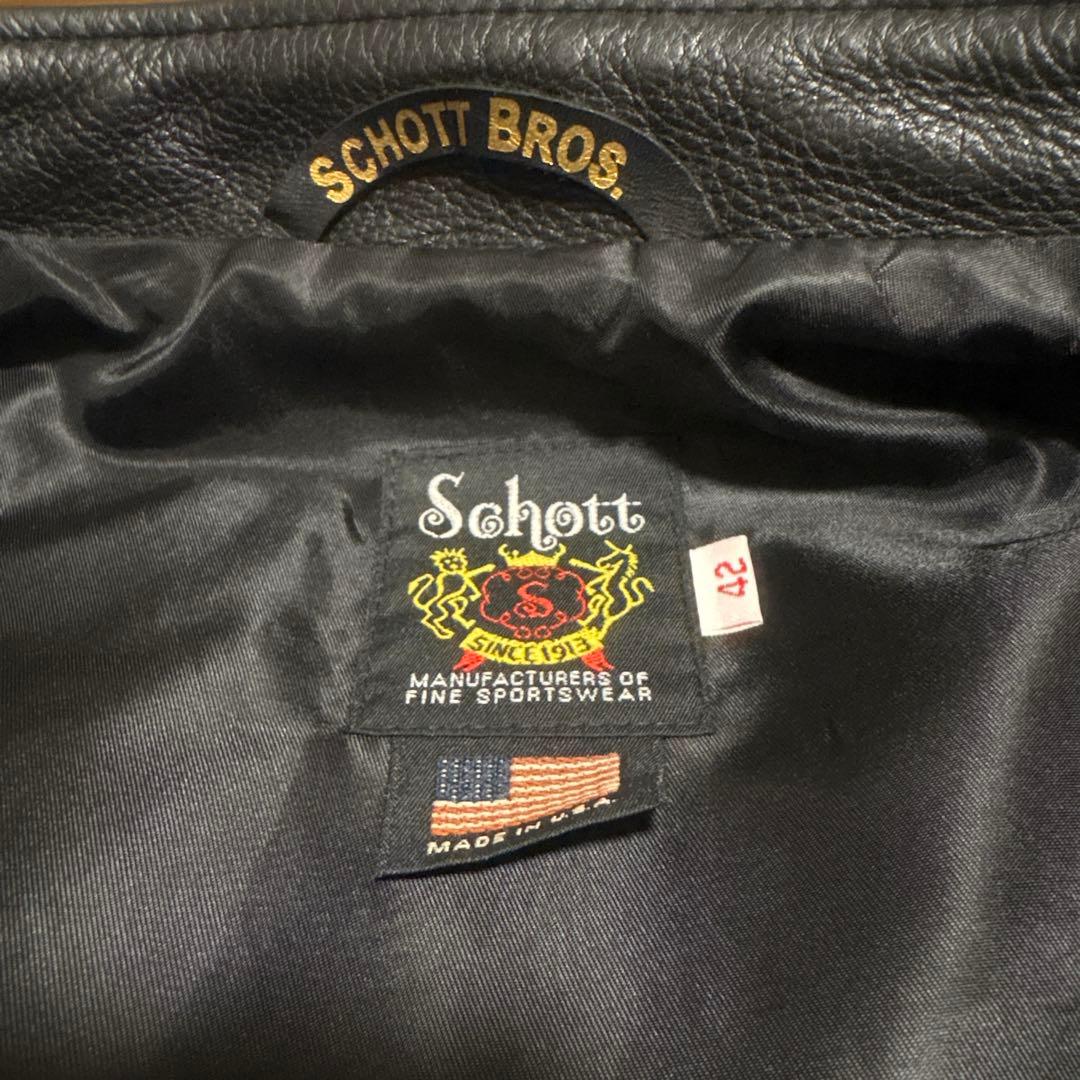 SCHOTT BROS.
Schott
S
SINCE 1913
MANUFACTURERS OF
FINE SPORTSWEAR
42
MADE IN U.S.A.